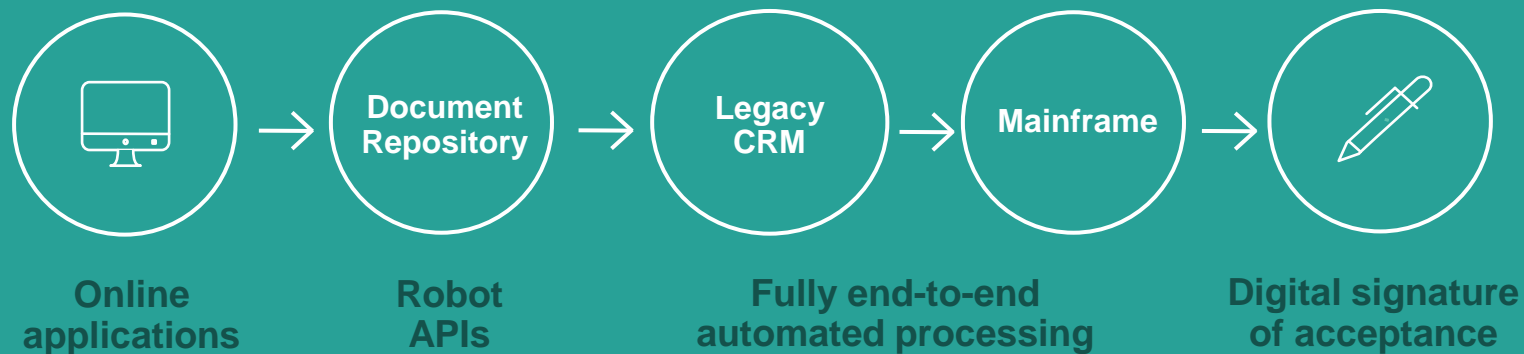 Document
Repository
Legacy
CRM
Mainframe
Online
applications
Robot
APIs
Fully end-to-end
automated processing
Digital signature
of acceptance